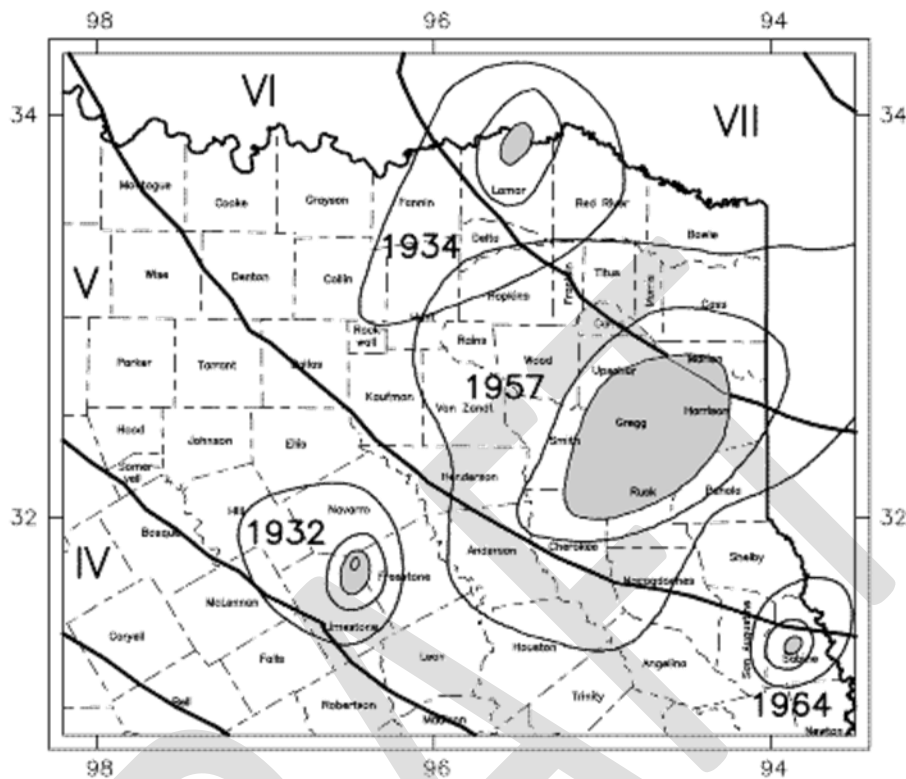 98 96 94
34 VI VII 34
Montague Cooke Grayson Fannin Lamar Red River Bowie
1934 Delta
V Wise Denton Collin Hopkins Franklin Titus Morris Cass
Hunt
Rock wall Rains Wood Camp Marion
Parker Tarrant Dallas Kaufman Van Zandt 1957 Upschur Gregg Harrison
Hood Johnson Ellis Smith
Somer vell Henderson Rusk Panola
32 Hill Navarro 32
1932
IV Bosque Freestone Anderson Cherokee Shelby
McLennan Limestone Nacogdoches
Coryell Falls Leon Houston Angelina San Augustine Sabine
Bell Robertson Madison Trinity 1964
Newton
98 96 94
DRAFT